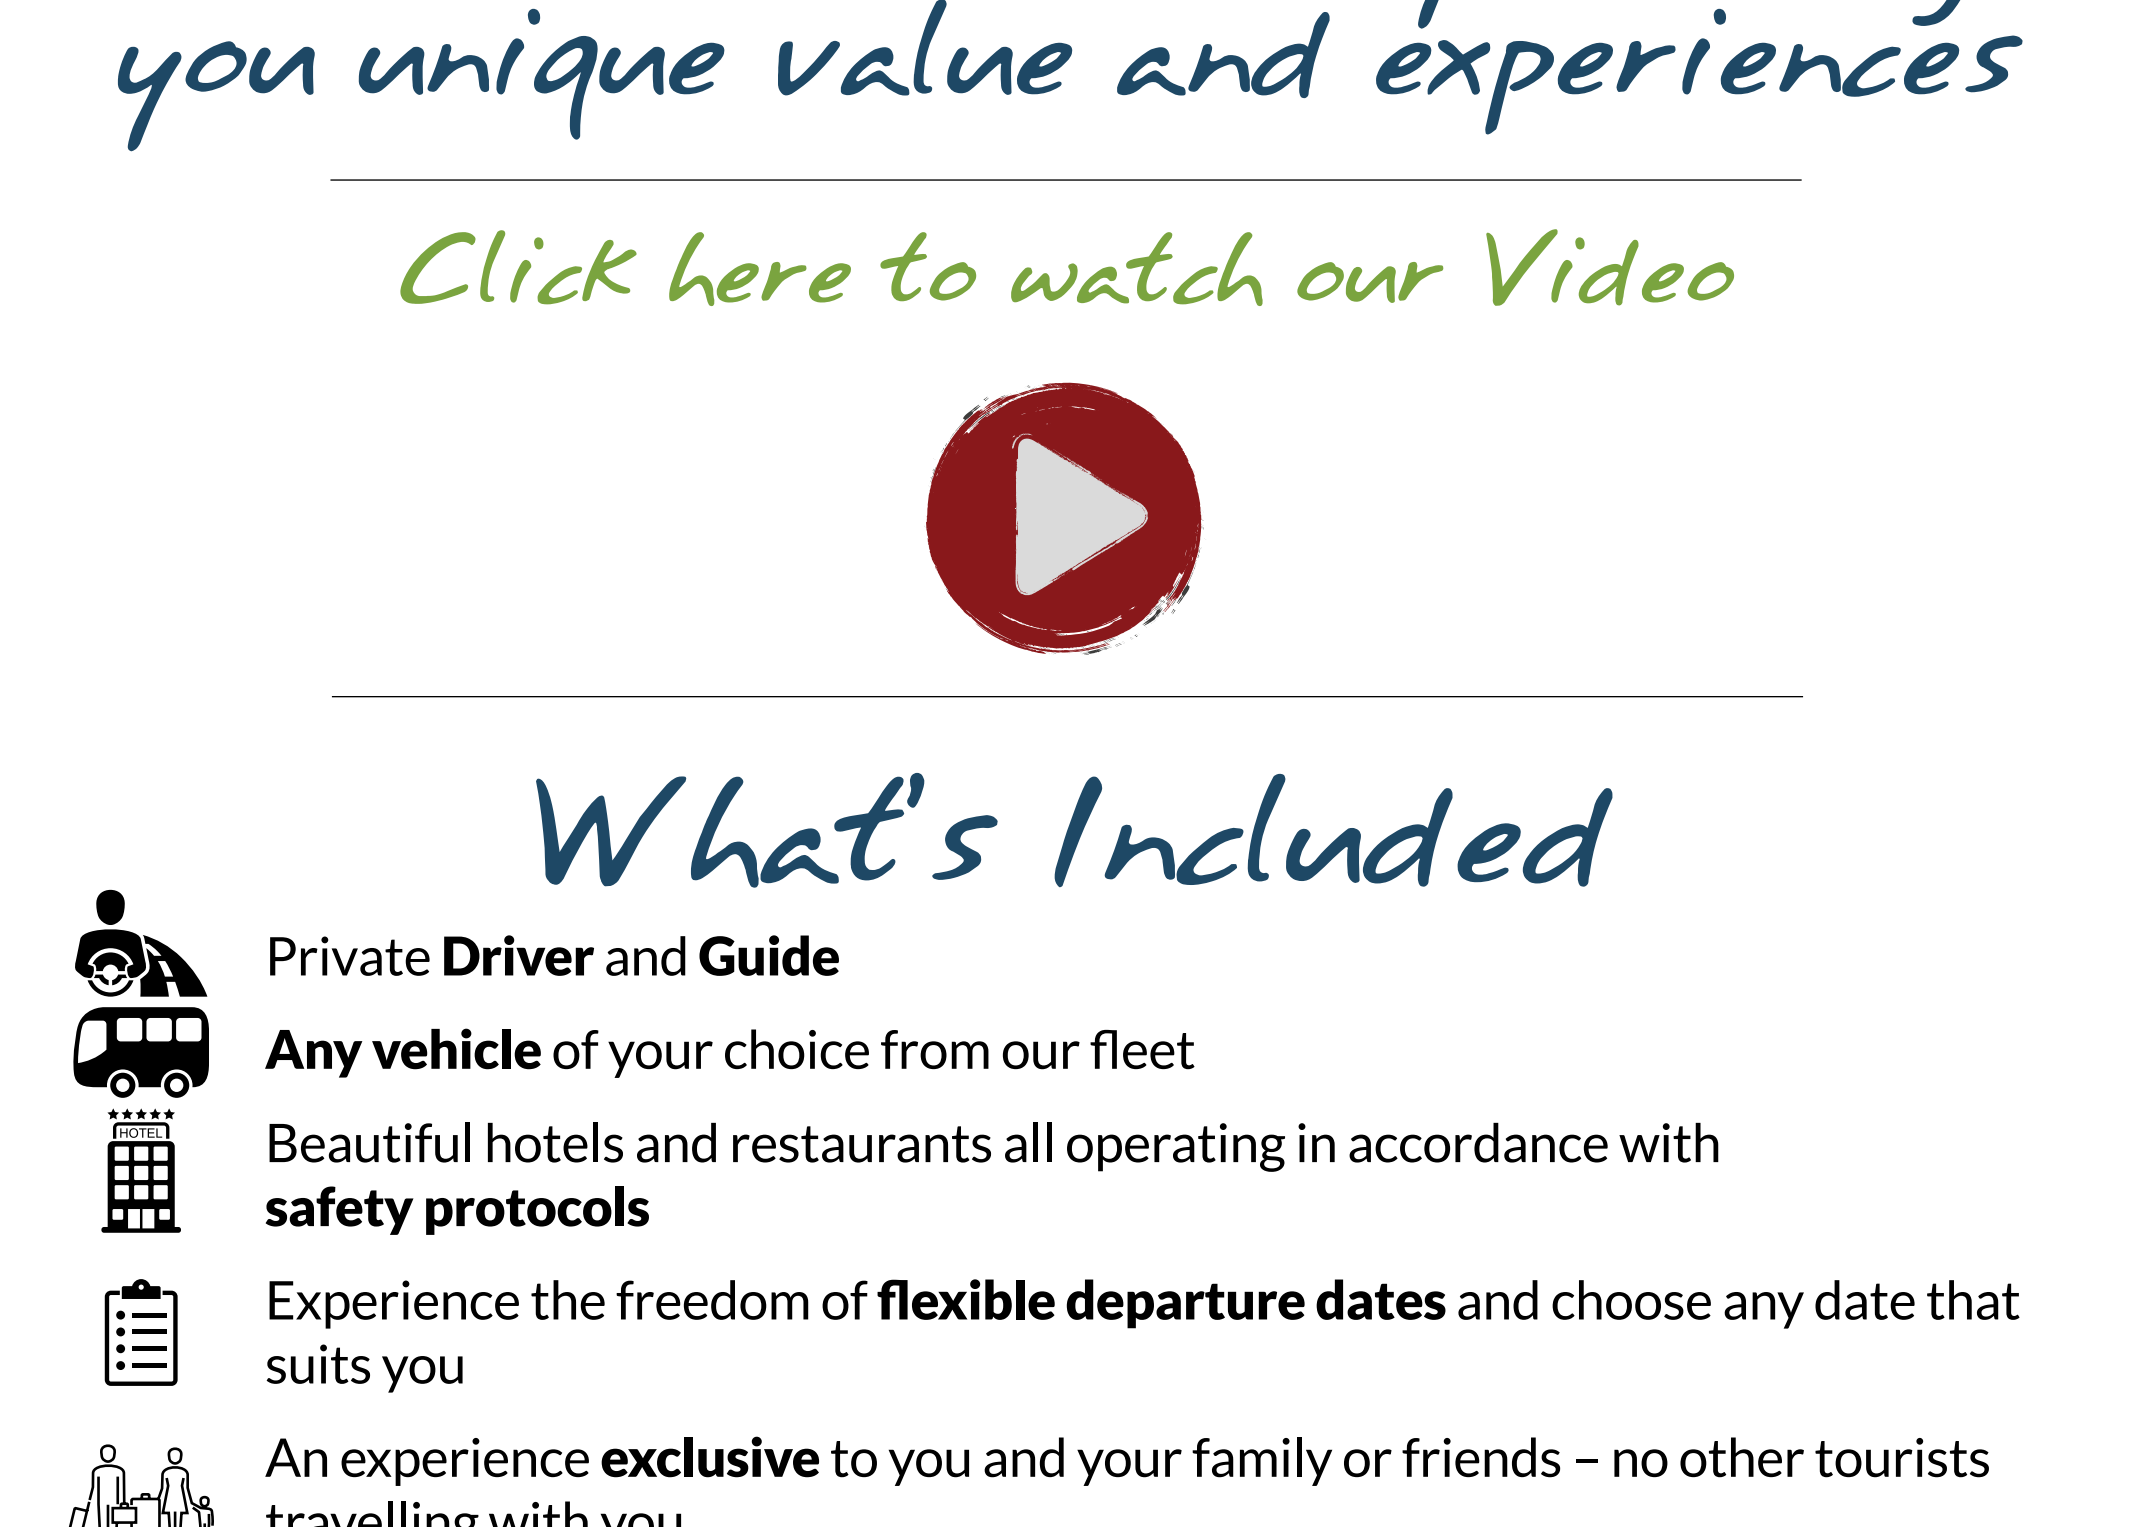 you unique value and experiences
Click here to watch our Video
What's Included
Private Driver and Guide
Any vehicle of your choice from our fleet
HOTEL
Beautiful hotels and restaurants all operating in accordance with
safety protocols
Experience the freedom of flexible departure dates and choose any date that
suits you
An experience exclusive to you and your family or friends – no other tourists
travelling with you